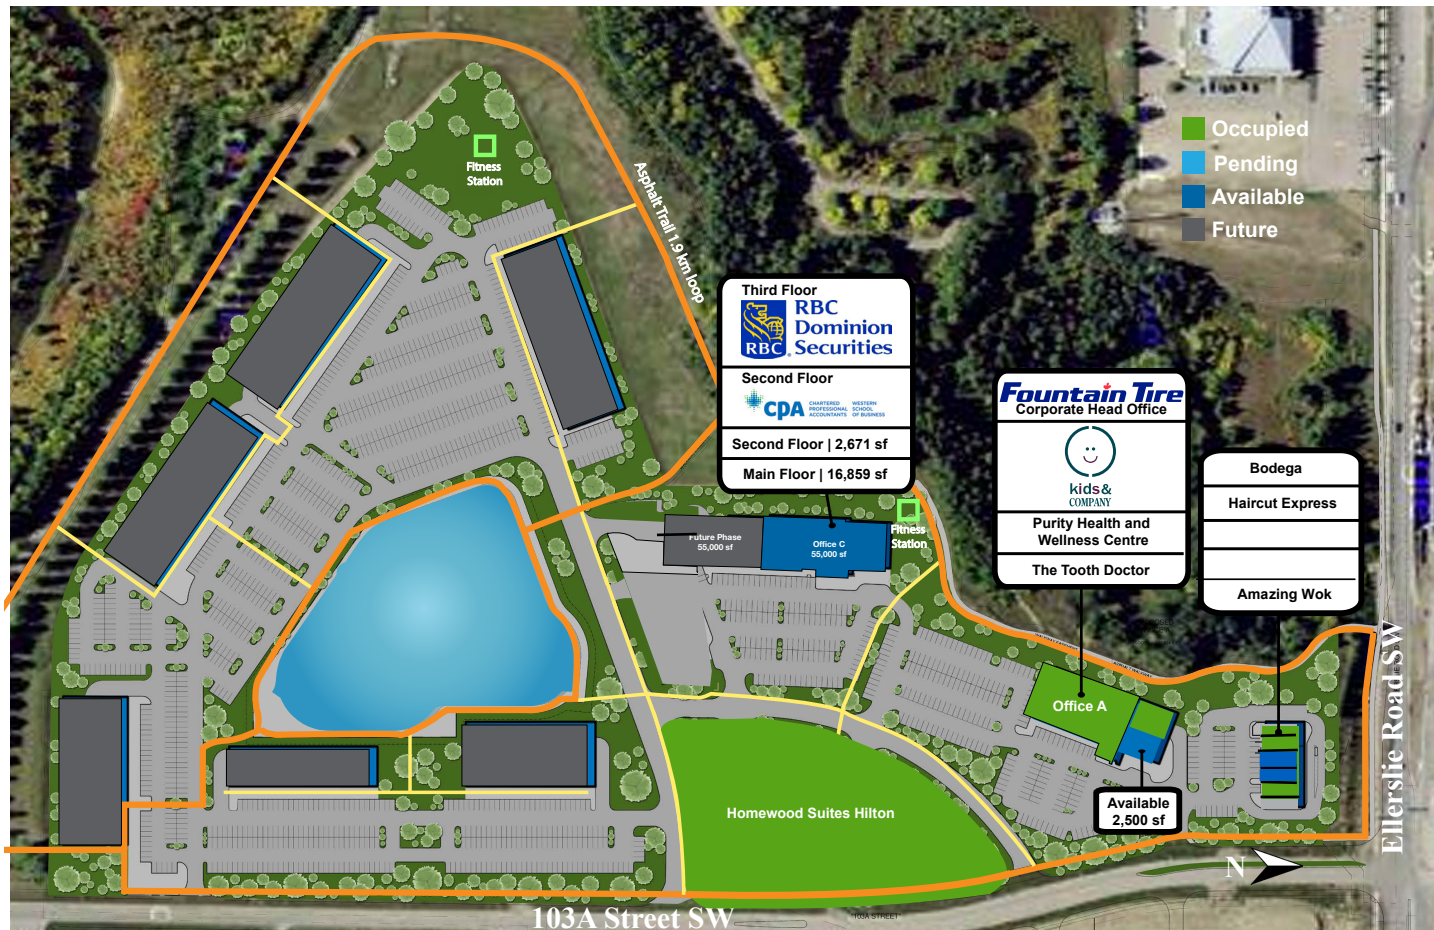 Occupied
Pending
Available
Future
Fitness
Station
Asphalt Trail 1.9 km loop
Third Floor
RBC
Dominion
Securities
RBC
Second Floor
CPA
CHARTERED
PROFESSIONAL
ACCOUNTANTS
WESTERN
SCHOOL
OF BUSINESS
Second Floor | 2,671 sf
Main Floor | 16,859 sf
Fountain Tire
Corporate Head Office
kids&
COMPANY
Purity Health and
Wellness Centre
The Tooth Doctor
Bodega
Haircut Express
Amazing Wok
Fitness
Station
Future Phase
55,000 sf
Office C
55,000 sf
Office A
Available
2,500 sf
Homewood Suites Hilton
Ellerslie Road SW
N
103A Street SW
103A STREET